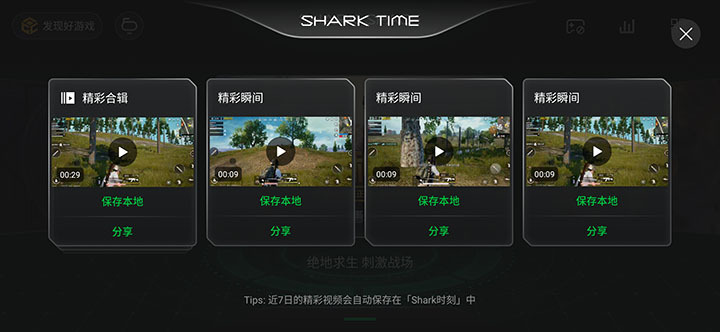 SHARK TIME
发现好游戏
精彩合辑
精彩瞬间
精彩瞬间
精彩瞬间
00:29
00:09
00:09
00:09
保存本地
保存本地
保存本地
保存本地
分享
分享
分享
分享
绝地求生 刺激战场
Tips: 近7日的精彩视频会自动保存在「Shark时刻」中